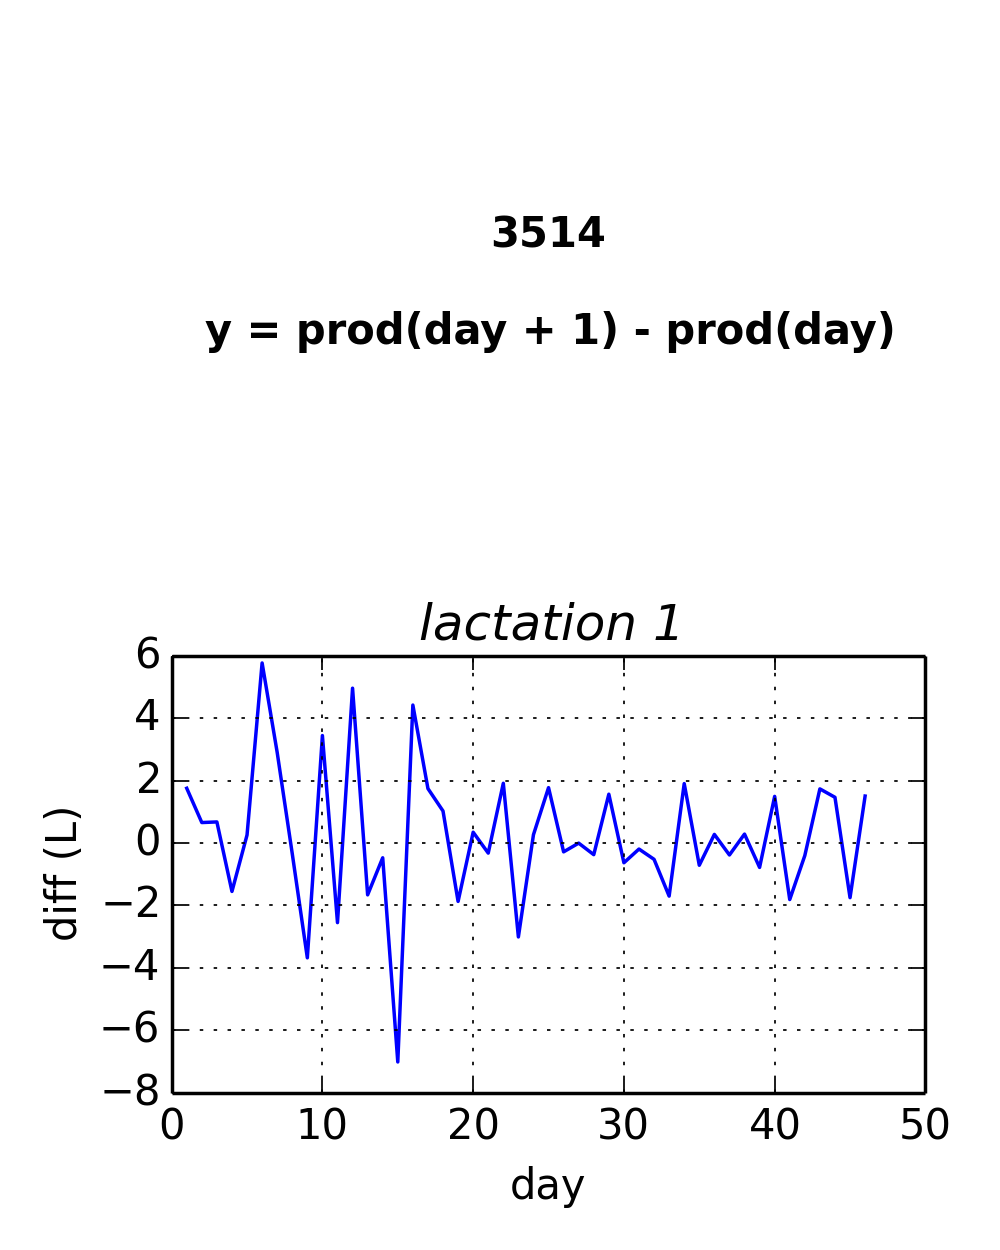 3514
y = prod(day + 1) - prod(day)
lactation 1
6
4
2
0
−2
−4
−6
−8
diff (L)
0 10 20 30 40 50
day